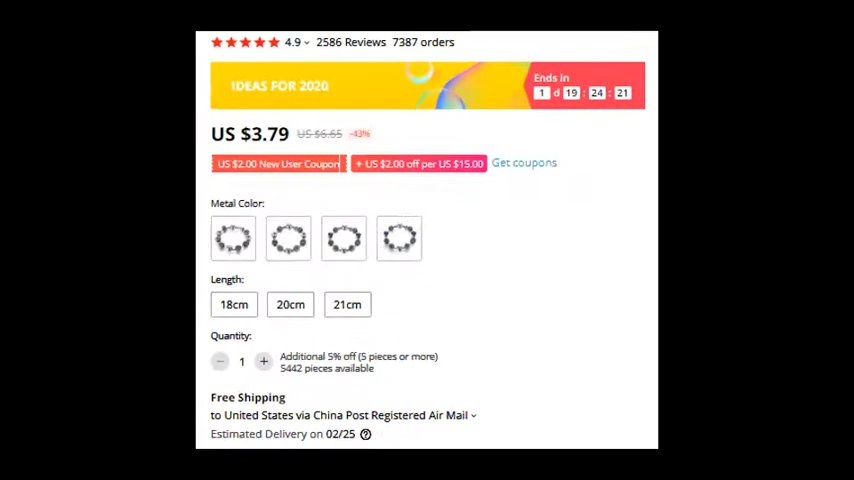 4.9 2586 Reviews 7387 orders
IDEAS FOR 2020
Ends in
1 d 19 : 24 : 21
US $3.79 US $6.65 -43%
US $2.00 New User Coupon + US $2.00 off per US $15.00 Get coupons
Metal Color:
Length:
18cm 20cm 21cm
Quantity:
− 1 + Additional 5% off (5 pieces or more)
5442 pieces available
Free Shipping
to United States via China Post Registered Air Mail
Estimated Delivery on 02/25 ?